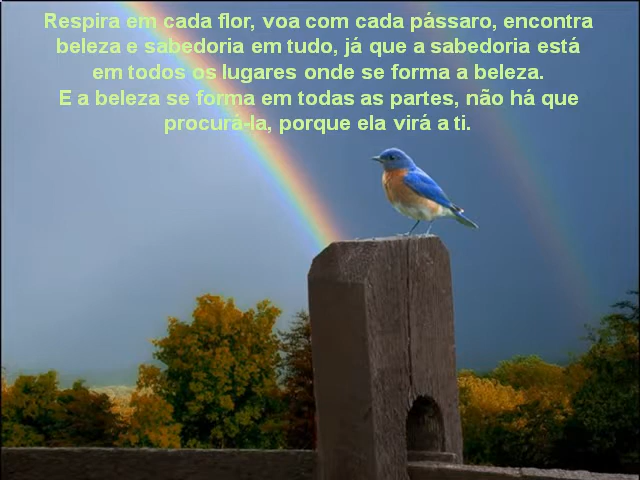 Respira em cada flor, voa com cada pássaro, encontra
beleza e sabedoria em tudo, já que a sabedoria está
em todos os lugares onde se forma a beleza.
E a beleza se forma em todas as partes, não há que
procurá-la, porque ela virá a ti.